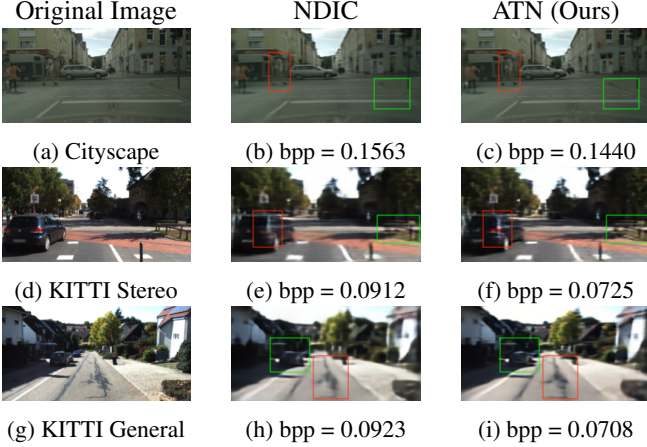 Original Image NDIC ATN (Ours)
(a) Cityscape (b) bpp = 0.1563 (c) bpp = 0.1440
(d) KITTI Stereo (e) bpp = 0.0912 (f) bpp = 0.0725
(g) KITTI General (h) bpp = 0.0923 (i) bpp = 0.0708